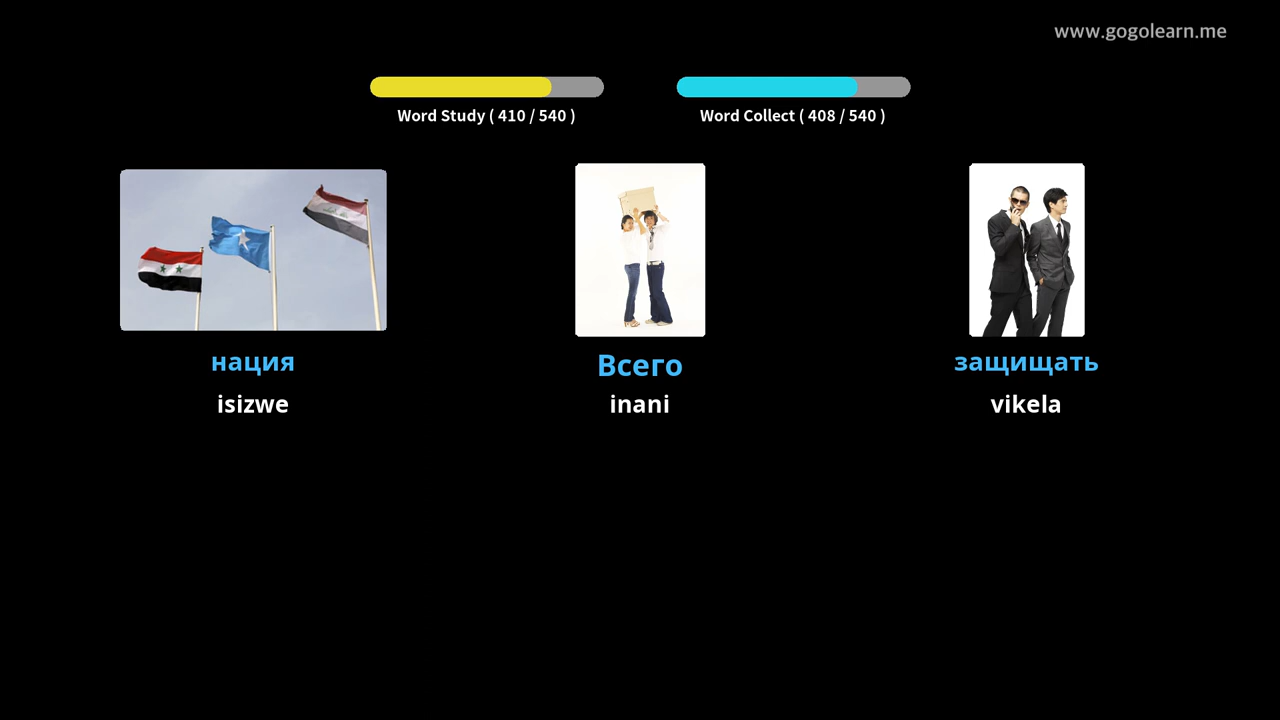 www.gogolearn.me
Word Study ( 410 / 540 )
Word Collect ( 408 / 540 )
нация
Всего
защищать
isizwe
inani
vikela